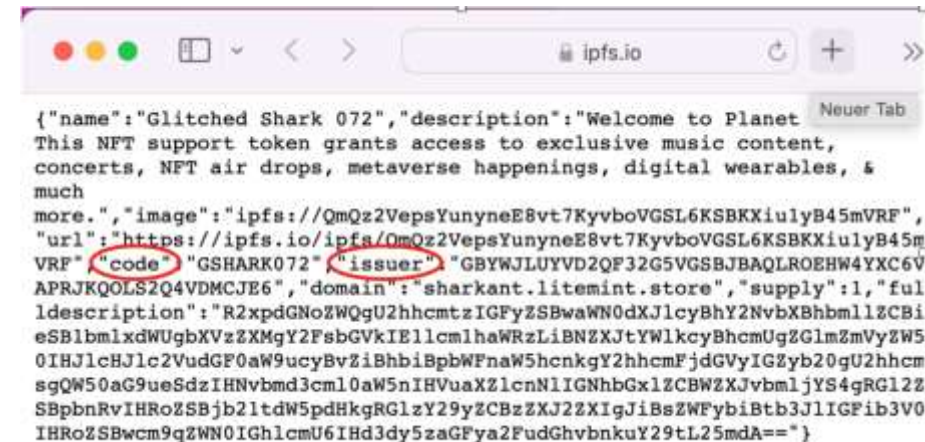 ipfs.io
Neuer Tab
{"name":"Glitched Shark 072","description":"Welcome to Planet
This NFT support token grants access to exclusive music content,
concerts, NFT air drops, metaverse happenings, digital wearables, &
much
more.","image":"ipfs://QmQz2VepsYunyneE8vt7KyvboVGSL6KSBKXiu1yB45mVRF",
"url":"https://ipfs.io/ipfs/QmQz2VepsYunyneE8vt7KyvboVGSL6KSBKXiu1yB45m
VRF","code":"GSHARK072","issuer":"GBYWJLUYVD2QF32G5VGSBJBAQLROEHW4YXC6V
APRJKQOLS2Q4VDMCJE6","domain":"sharkant.litemint.store","supply":1,"ful
ldescription":"R2xpdGNoZWQgU2hhcmtzIGFyZSBwaWN0dXJlcyBhY2NvbXBhbmllZCBi
eSB1bmlxdWUgbXVzZXMgY2FsbGVkIEllcm1haWRzLiBNZXJtYWlkcyBhcmUgZGlmZmVyZW5
0IHJlcHJlc2VudGF0aW9ucyBvZiBhbiBpbWFnaW5hcnkgY2hhcmFjdGVyIGZyb20gU2hhcm
sgQW50aG9ueSdzIHNvbmd3cml0aW5nIHVuaXZlcnNlIGNhbGxlZCBWZXJvbmljYS4gRGl2Z
SBpbnRvIHRoZSBjb21tdW5pdHkgRGlzY29yZCBzZXJ2ZXIgJiBsZWFybiBtb3JlIGFib3V0
IHRoZSBwcm9qZWN0IGhlcmU6IHd3dy5zaGFya2FudGhvbnkuY29tL25mdA=="}